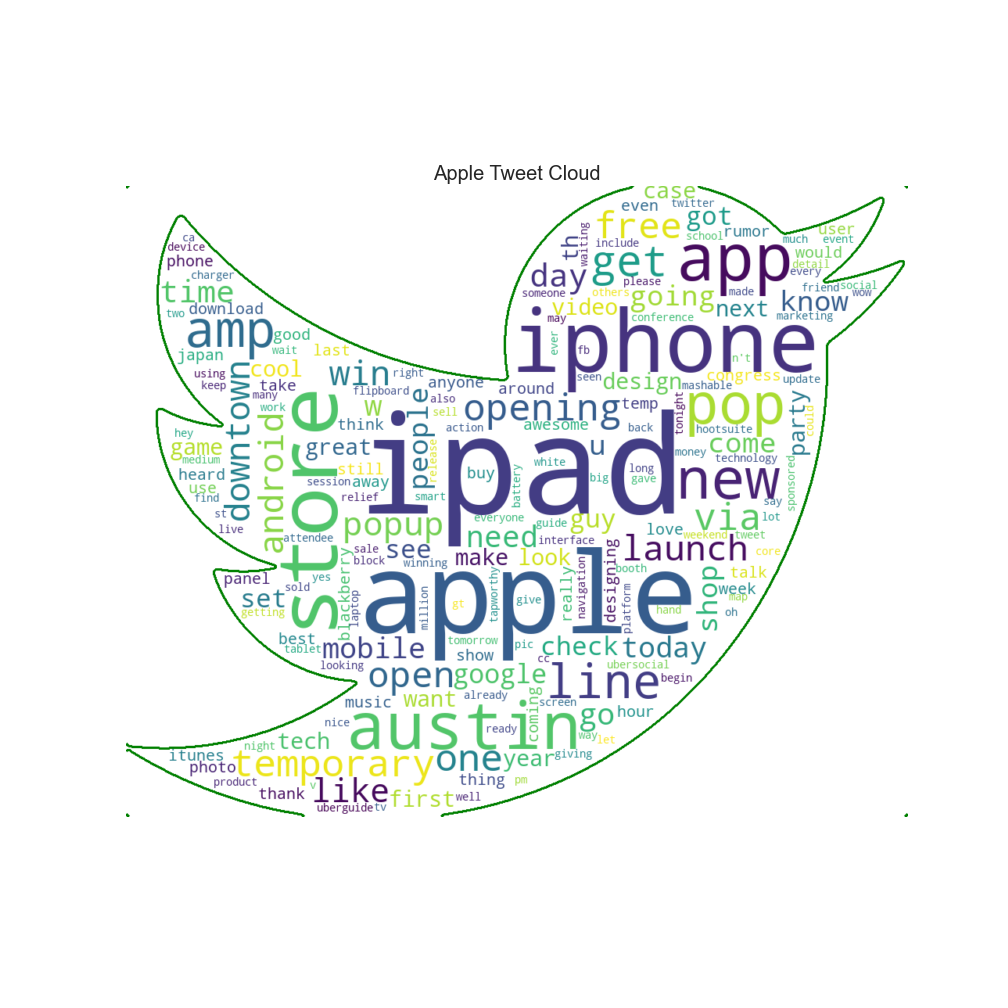 Apple Tweet Cloud
case
even
twitter
free
got
school
rumor
user
much
event
would
detail
ca
device
phone
charger
time
two
download
amp
good
japan
wait
last
th
waiting
include
get
app
day
please
every
someone
others
going
made
friend
social
wow
video
next
know
may
conference
marketing
iphone
ever
fb
n't
seen
design
mashable
congress
update
using
keep
cool
take
many
win
right
flipboard
anyone
also
around
work
downtown
android
store
w
people
sell
opening
temp
tonight
pop
could
party
hey
game
medium
heard
use
find
st
live
think
action
awesome
u
back
hootsuite
money
come
technology
great
still
session
away
relief
release
smart
ipad
buy
battery
white
big
long
gave
new
sponsored
say
lot
popup
everyone
guide
guy
via
need
interface
love
weekend
tweet
attendee
sale
block
see
winning
make
look
launch
core
panel
yes
sold
set
getting
blackberry
laptop
million
apple
gt
tapworthy
give
really
navigation
designing
booth
platform
hand
shop
talk
week
map
oh
best
tablet
mobile
tomorrow
pic
check
today
looking
show
cc
ubersocial
open
google
line
begin
music
want
already
screen
coming
go
hour
nice
austin
ready
way
let
night
tech
itunes
photo
temporary
one
year
giving
product
v
thing
pm
thank
like
first
well
uberguide
tv